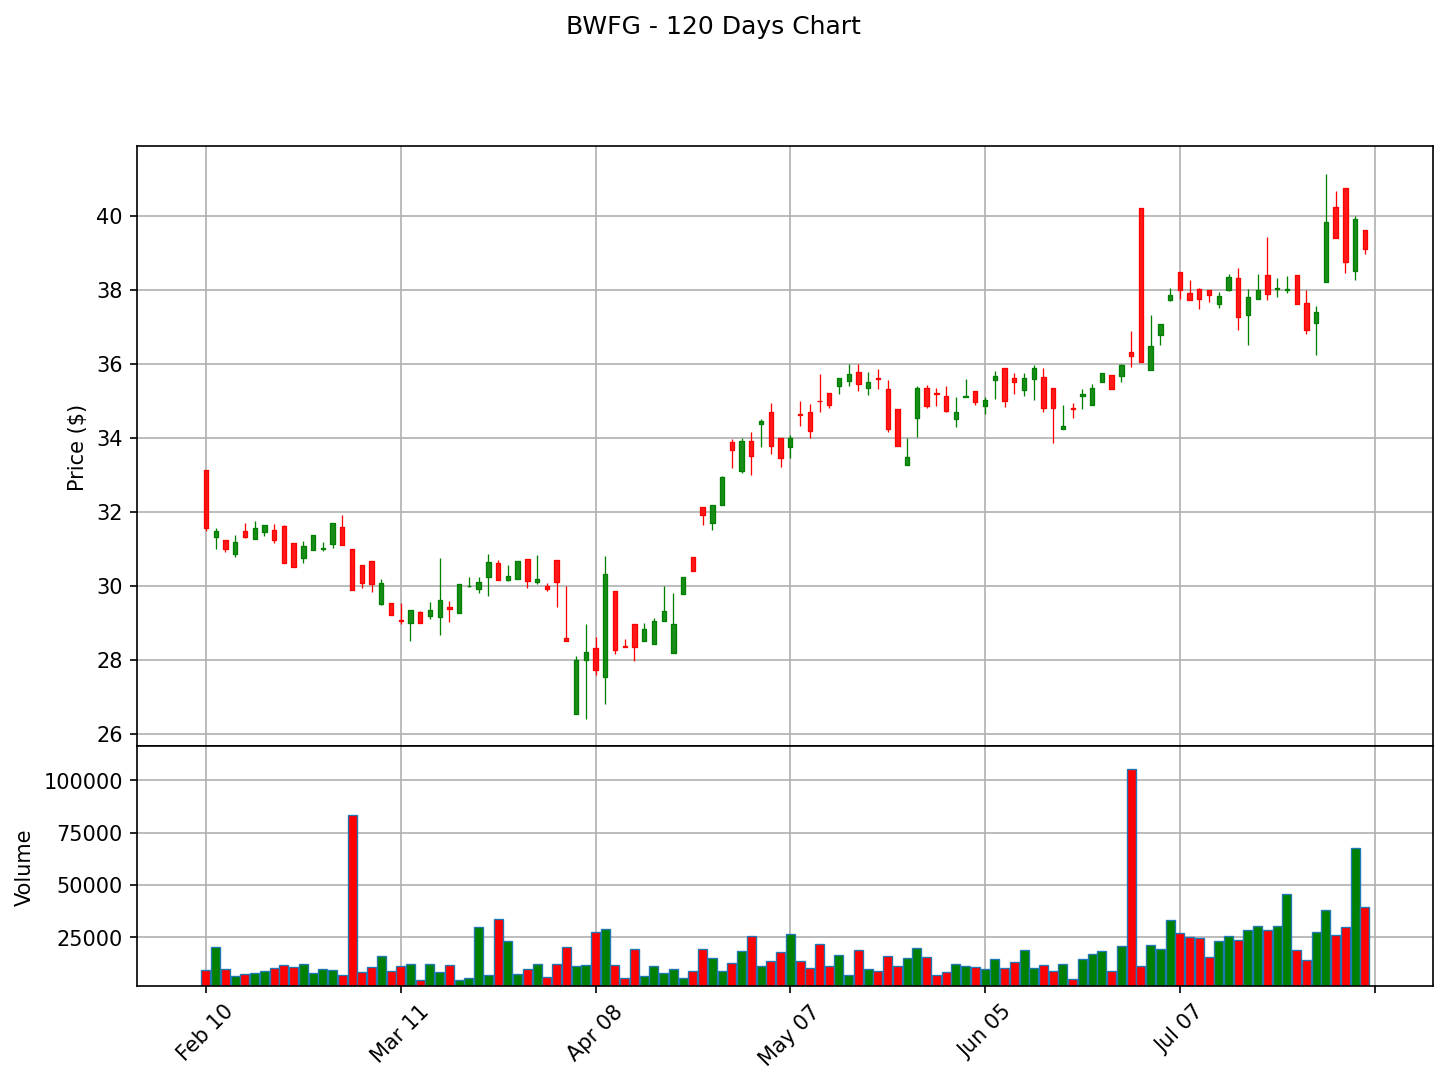 BWFG - 120 Days Chart
Price ($)
40
38
36
34
32
30
28
26
Volume
100000
75000
50000
25000
Feb 10
Mar 11
Apr 08
May 07
Jun 05
Jul 07